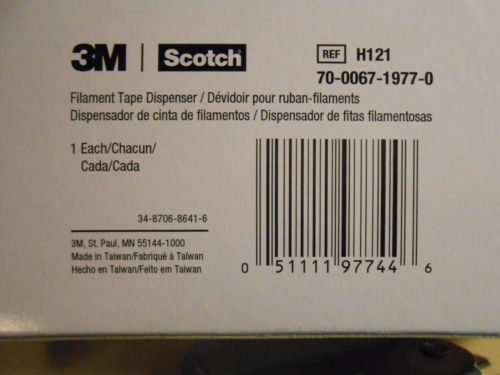 3M | Scotch
REF H121
70-0067-1977-0
Filament Tape Dispenser / Dévidoir pour ruban-filaments
Dispensador de cinta de filamentos / Dispensador de fitas filamentosas
1 Each/Chacun/
Cada/Cada
34-8706-8641-6
3M, St. Paul, MN 55144-1000
Made in Taiwan/Fabriqué à Taïwan
Hecho en Taiwan/Feito em Taiwan
0 51111 97744 6